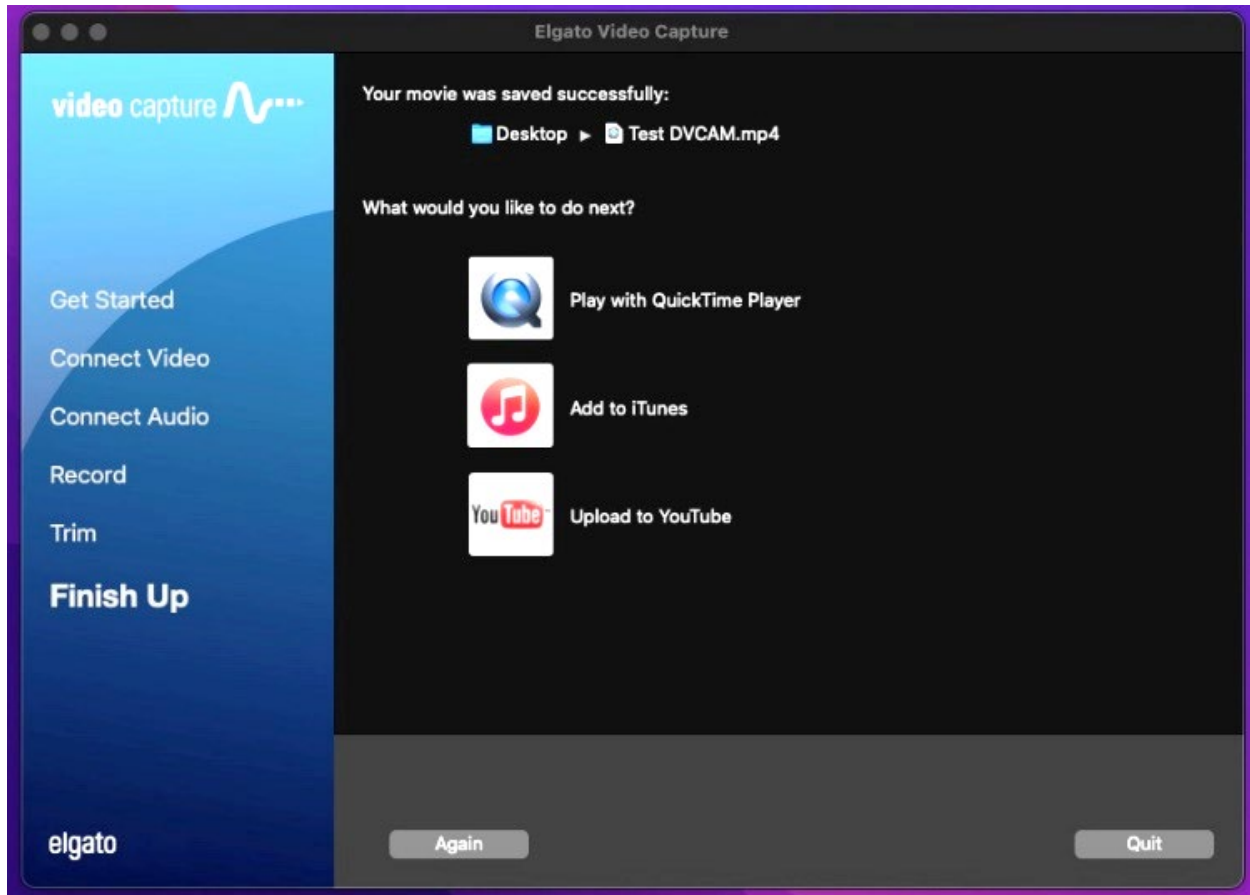 Elgato Video Capture
video capture
Your movie was saved successfully:
Desktop ▸ Test DVCAM.mp4
What would you like to do next?
Play with QuickTime Player
Add to iTunes
YouTube
Upload to YouTube
Get Started
Connect Video
Connect Audio
Record
Trim
Finish Up
elgato
Again
Quit